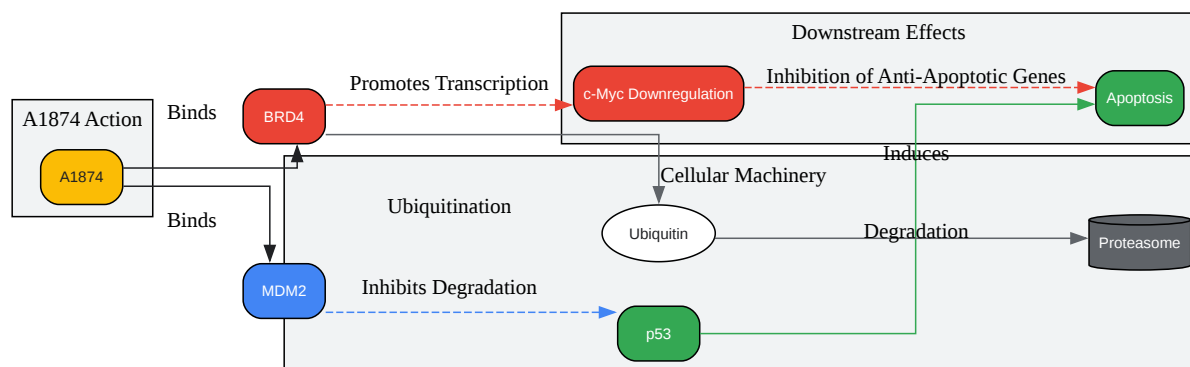 Downstream Effects
Promotes Transcription
c-Myc Downregulation
Inhibition of Anti-Apoptotic Genes
Apoptosis
A1874 Action
Binds
BRD4
A1874
Induces
Cellular Machinery
Binds
Ubiquitination
Ubiquitin
Degradation
Proteasome
MDM2
Inhibits Degradation
p53